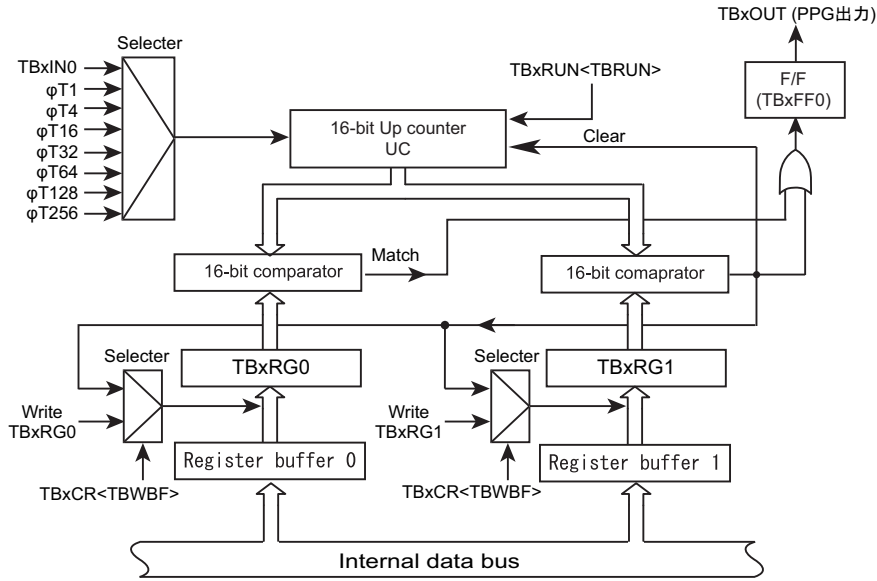 TBxOUT (PPG出力)
Selecter
TBxIN0
φT1
φT4
φT16
φT32
φT64
φT128
φT256
TBxRUN<TBRUN>
F/F
(TBxFF0)
16-bit Up counter
UC
Clear
16-bit comparator
Match
16-bit comaprator
Selecter
TBxRG0
Selecter
TBxRG1
Write
TBxRG0
Write
TBxRG1
Register buffer 0
Register buffer 1
TBxCR<TBWBF>
TBxCR<TBWBF>
Internal data bus